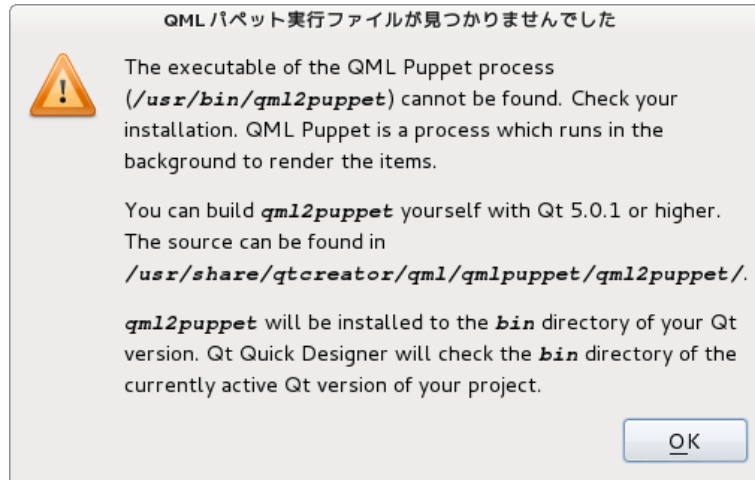 QMLパペット実行ファイルが見つかりませんでした
The executable of the QML Puppet process
(/usr/bin/qml2puppet) cannot be found. Check your
installation. QML Puppet is a process which runs in the
background to render the items.
You can build qml2puppet yourself with Qt 5.0.1 or higher.
The source can be found in
/usr/share/qtcreator/qml/qmlpuppet/qml2puppet/.
qml2puppet will be installed to the bin directory of your Qt
version. Qt Quick Designer will check the bin directory of the
currently active Qt version of your project.
OK